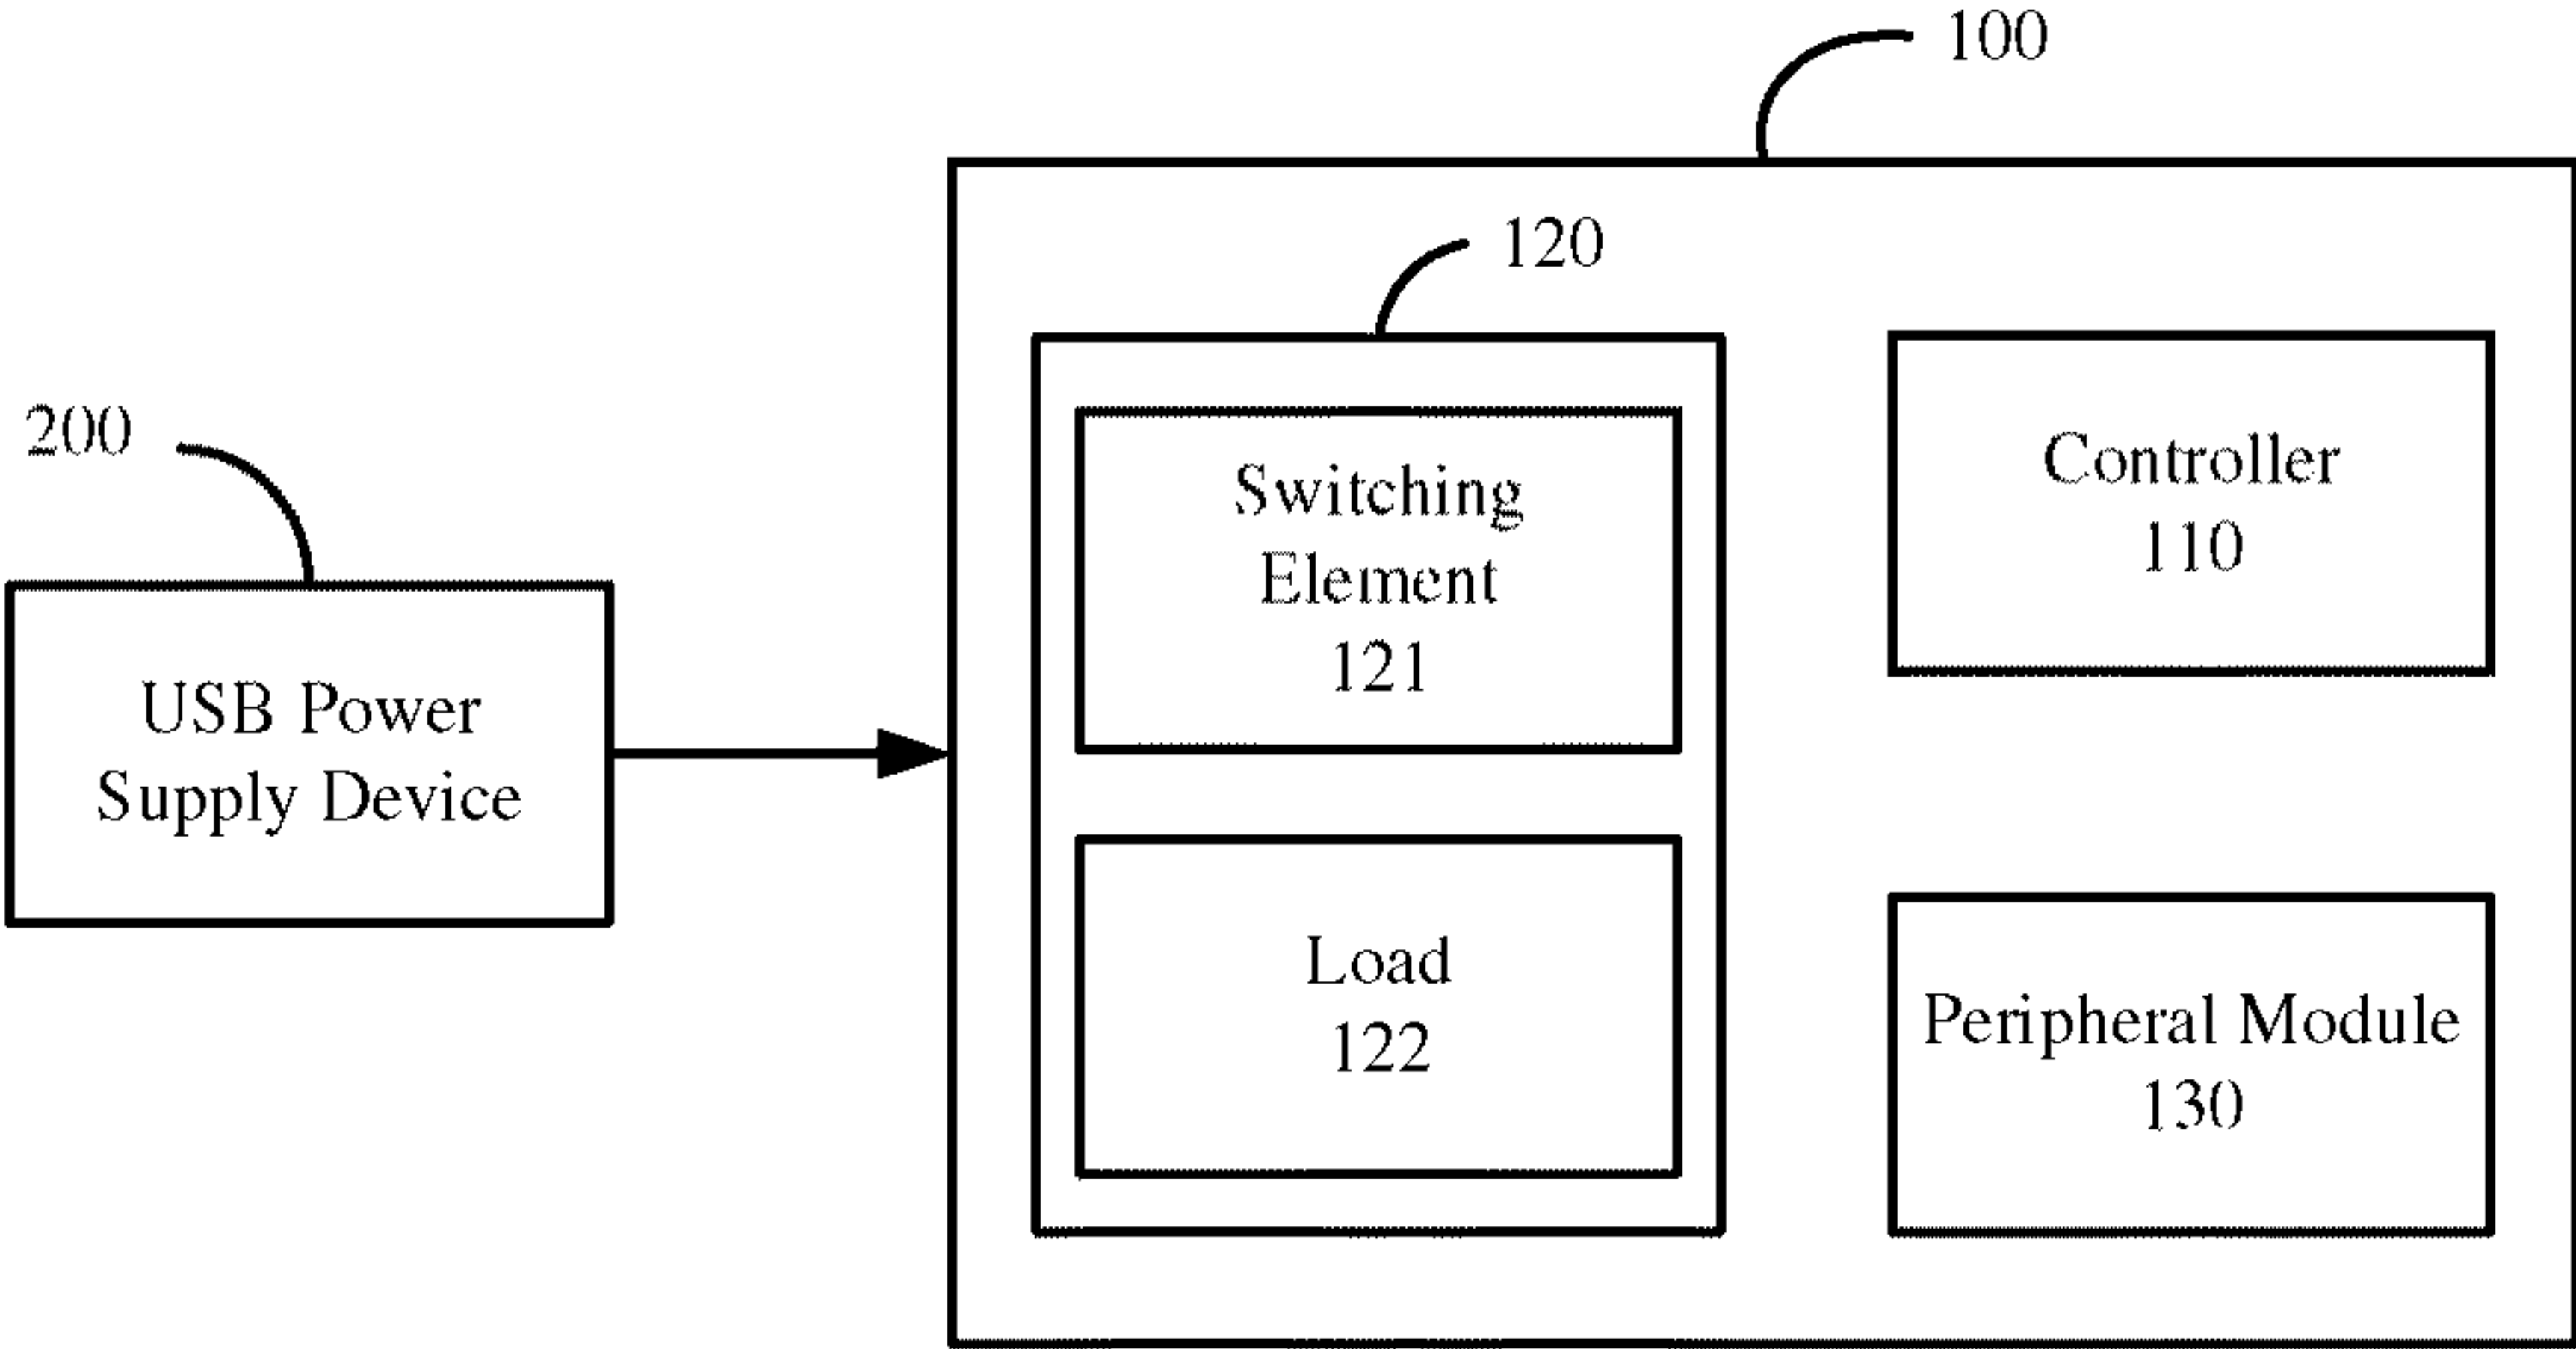 100
120
200
Switching
Element
121
Controller
110
USB Power
Supply Device
Load
122
Peripheral Module
130